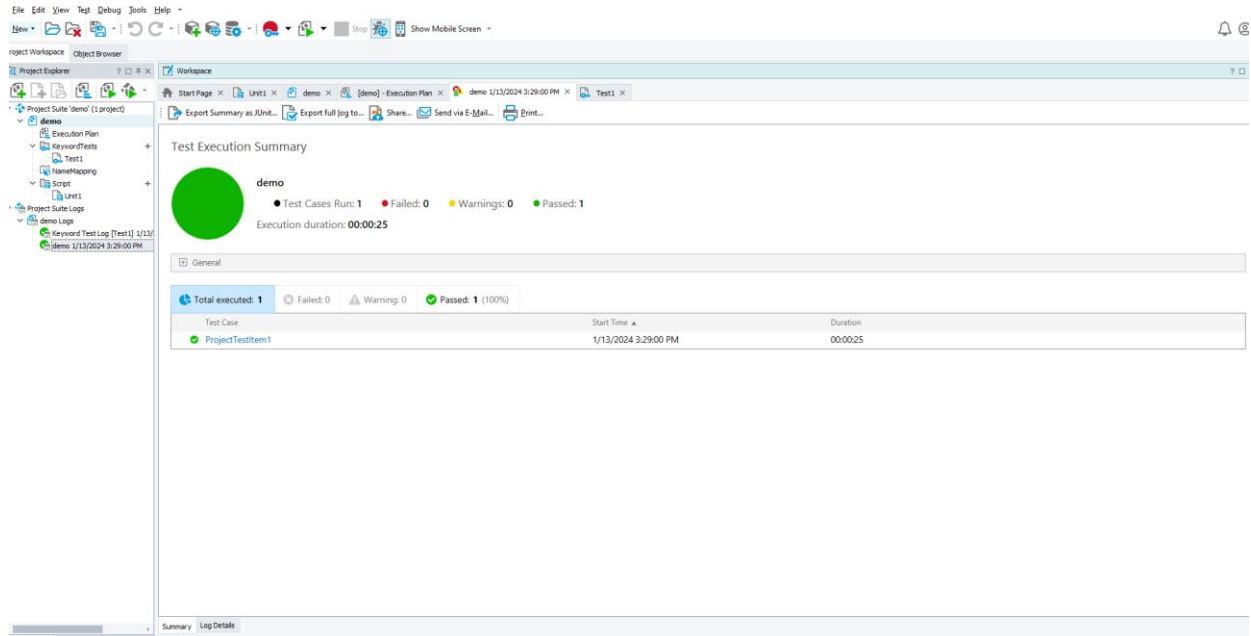 File Edit View Test Debug Tools Help
New Stop Show Mobile Screen
roject Workspace Object Browser
Project Explorer Workspace
Start Page Unit1 demo [demo] - Execution Plan demo 1/13/2024 3:29:00 PM Test1
Export Summary as JUnit... Export full log to... Share... Send via E-Mail... Print...
Project Suite 'demo' (1 project)
demo
Execution Plan
KeywordTests
Test1
NameMapping
Script
Unit1
Project Suite Logs
demo Logs
Keyword Test Log [Test1] 1/13/
demo 1/13/2024 3:29:00 PM
Test Execution Summary
demo
Test Cases Run: 1 Failed: 0 Warnings: 0 Passed: 1
Execution duration: 00:00:25
General
Total executed: 1 Failed: 0 Warning: 0 Passed: 1 (100%)
Test Case Start Time Duration
ProjectTestItem1 1/13/2024 3:29:00 PM 00:00:25
Summary Log Details